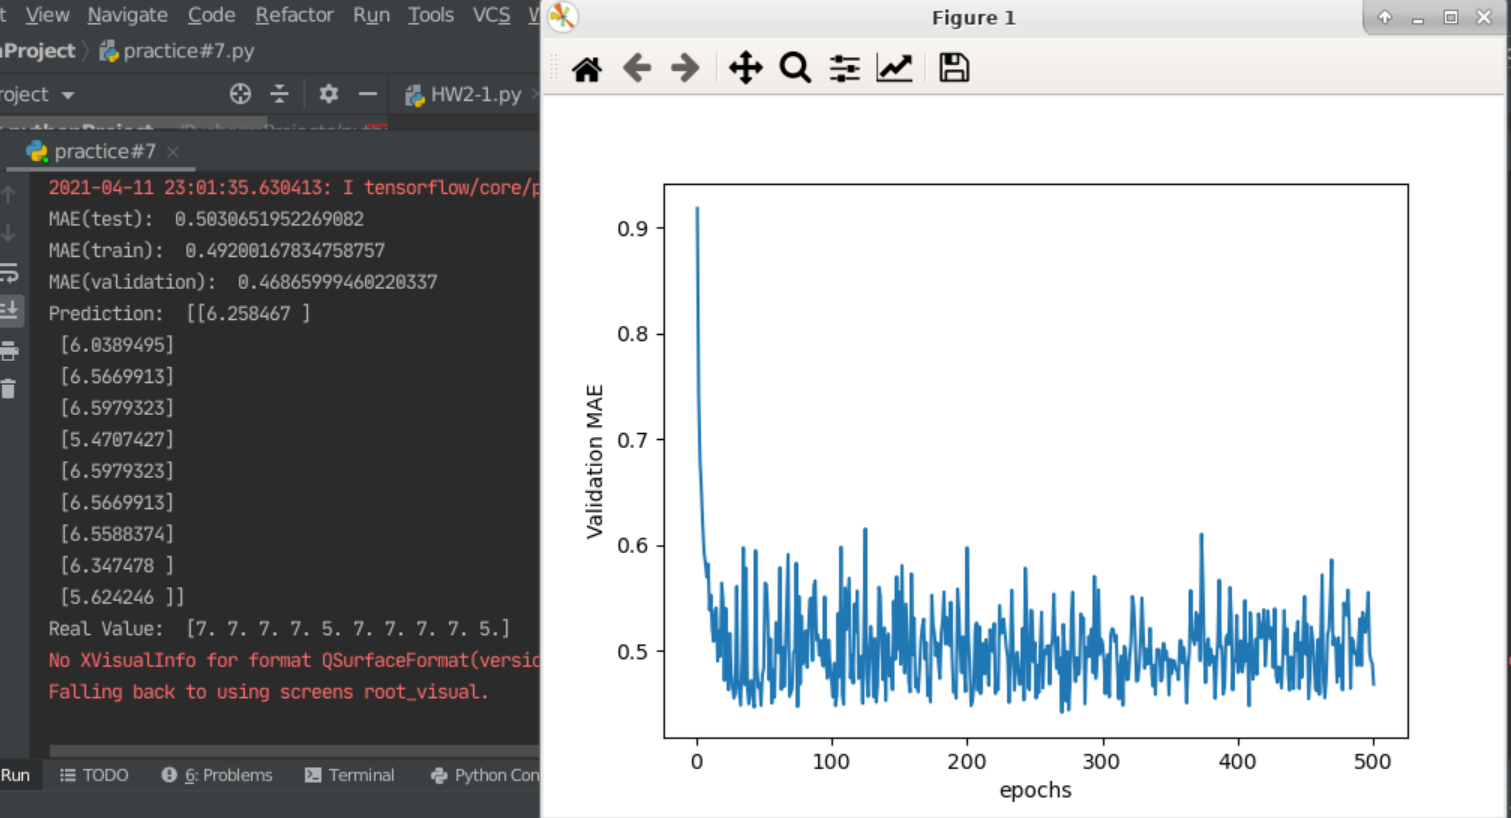 View Navigate Code Refactor Run Tools VCS
Project practice#7.py
HW2-1.py
practice#7
2021-04-11 23:01:35.630413: I tensorflow/core/
MAE(test): 0.5030651952269082
MAE(train): 0.49200167834758757
MAE(validation): 0.46865999460220337
Prediction: [[6.258467 ]
[6.0389495]
[6.5669913]
[6.5979323]
[5.4707427]
[6.5979323]
[6.5669913]
[6.5588374]
[6.347478 ]
[5.624246 ]]
Real Value: [7. 7. 7. 7. 5. 7. 7. 7. 7. 5.]
No XVisualInfo for format QSurfaceFormat(versio
Falling back to using screens root_visual.
Run TODO 6: Problems Terminal Python Con
Figure 1
0.9
0.8
0.7
0.6
0.5
Validation MAE
0 100 200 300 400 500
epochs